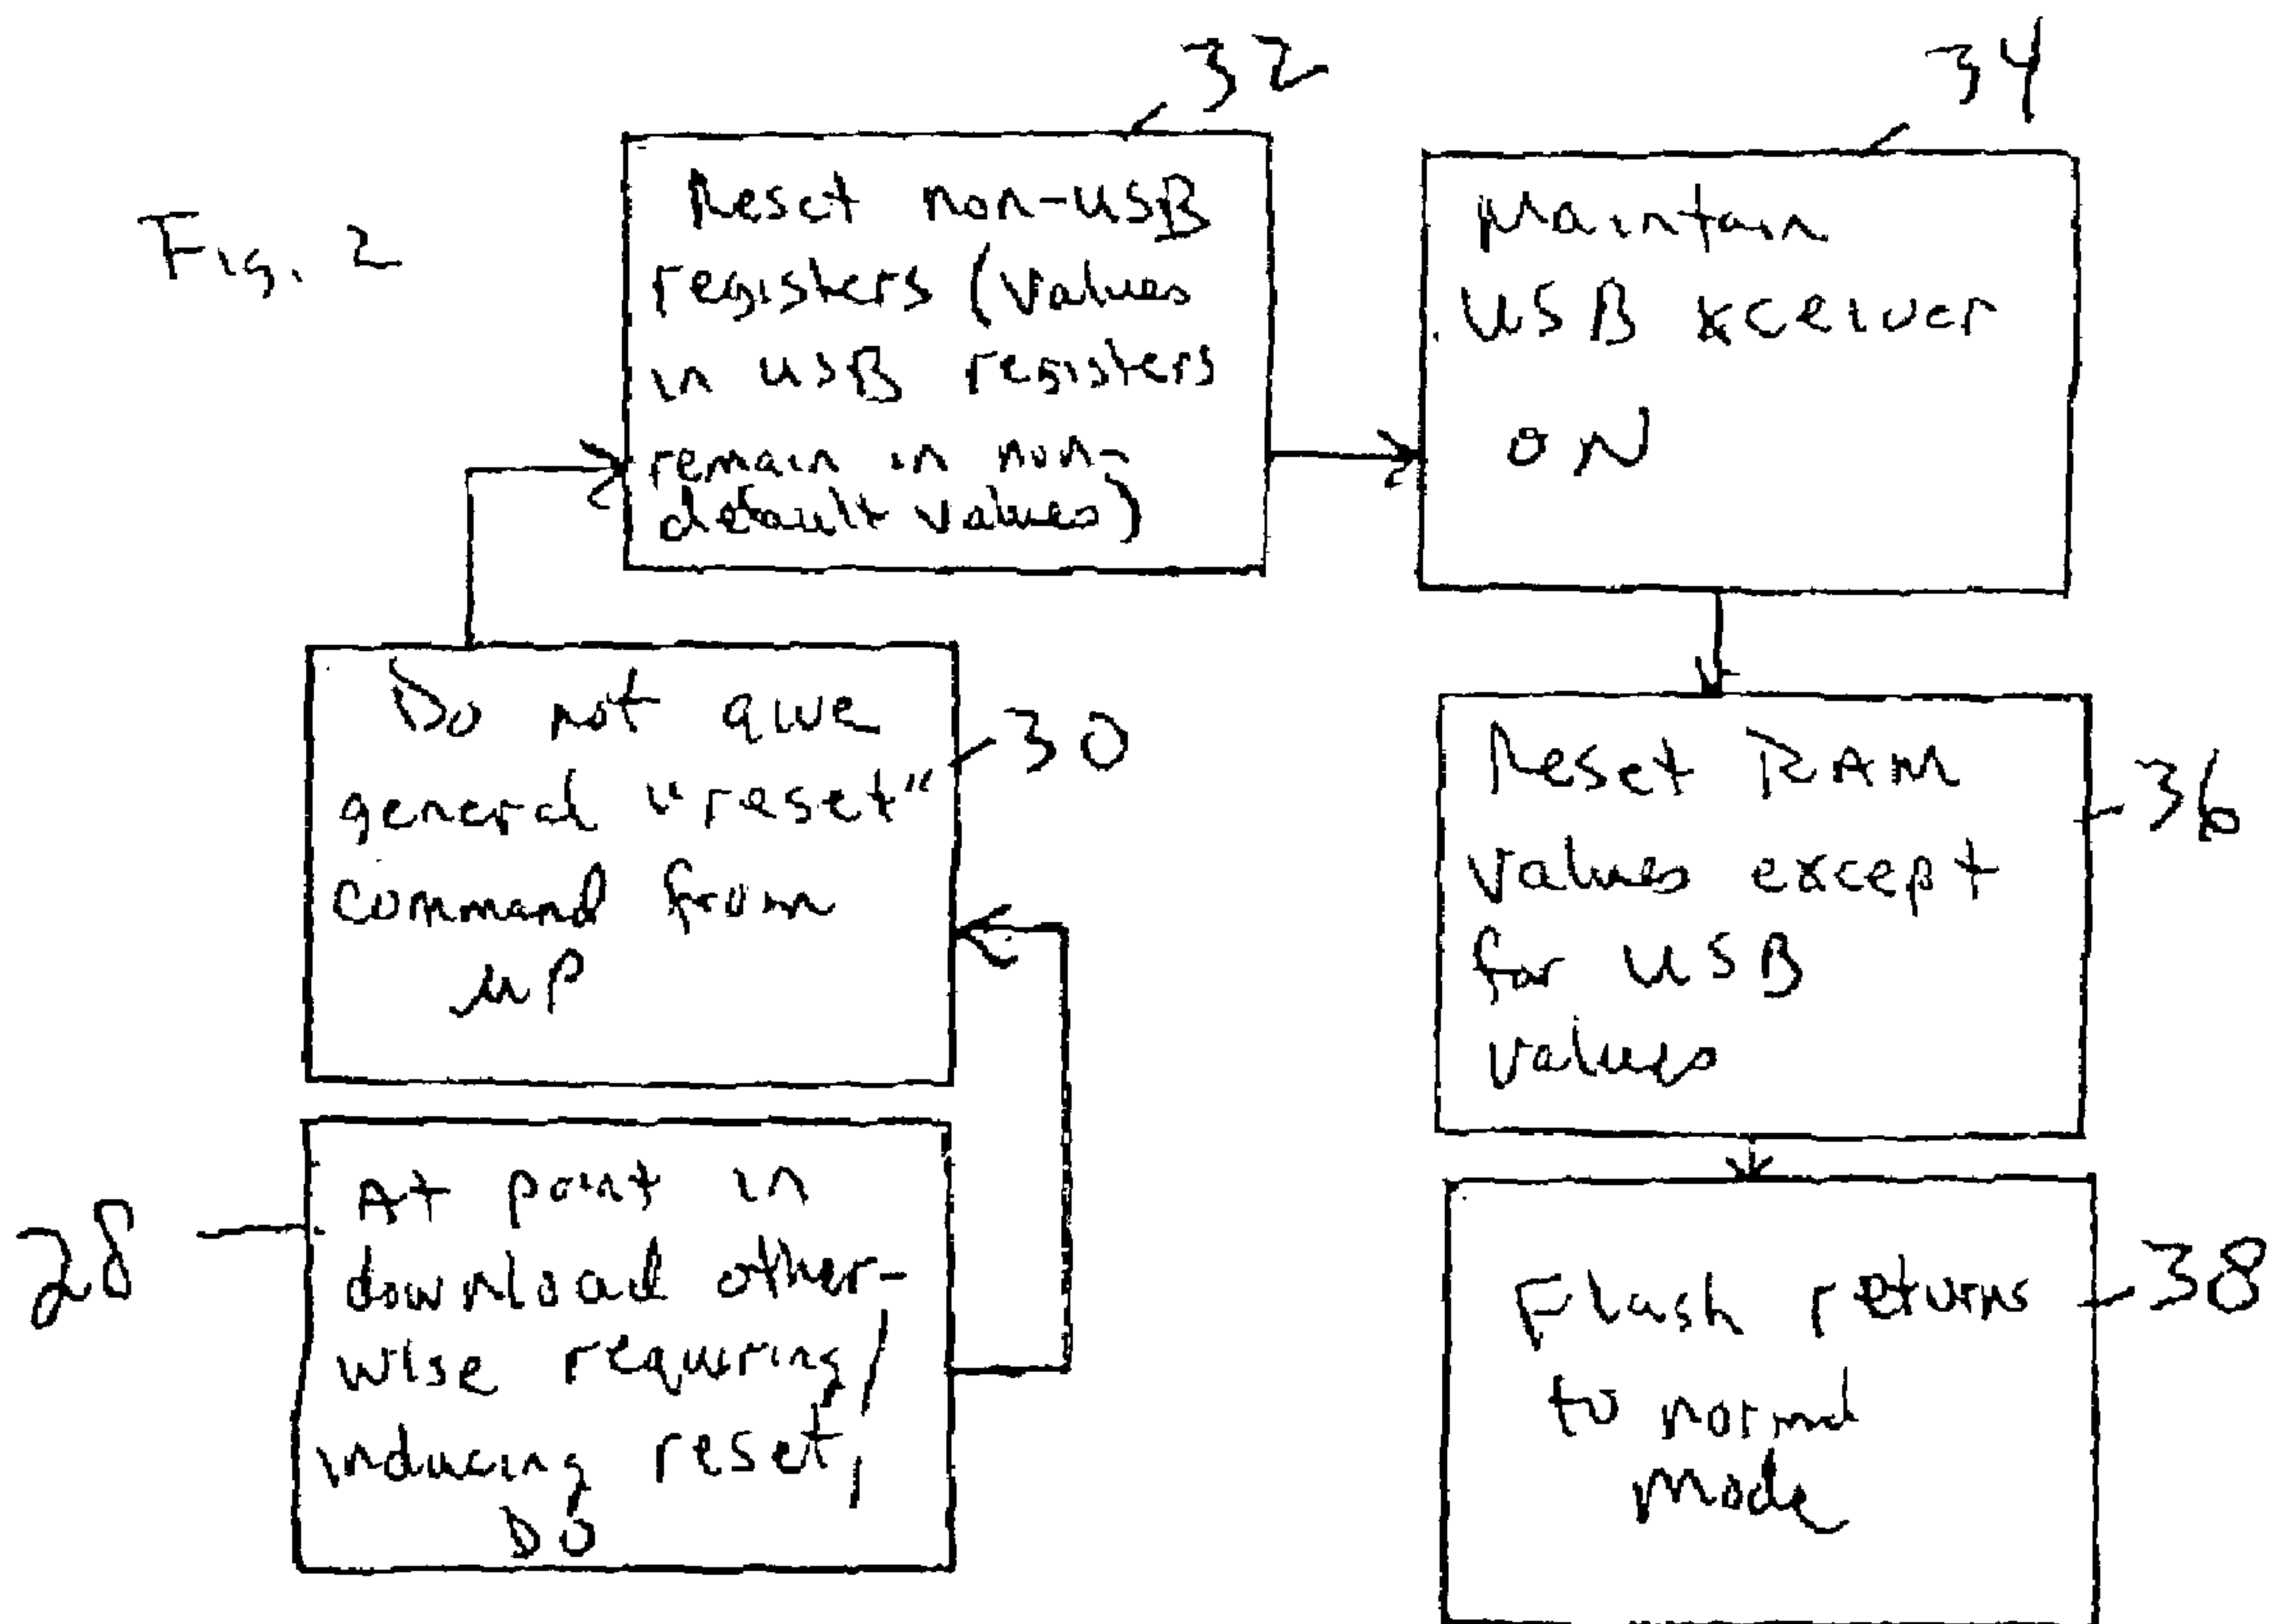 Fig. 2
32
Reset non-USB
registers (Values
in USB registers
remain in non-
default values)
34
Maintain
USB xceiver
ON
Do not give
general "reset"
command from
μP
30
Reset RAM
values except
for USB
values
36
28
At point in
download other-
wise requiring/
inducing reset,
DO
Flash returns
to normal
mode
38